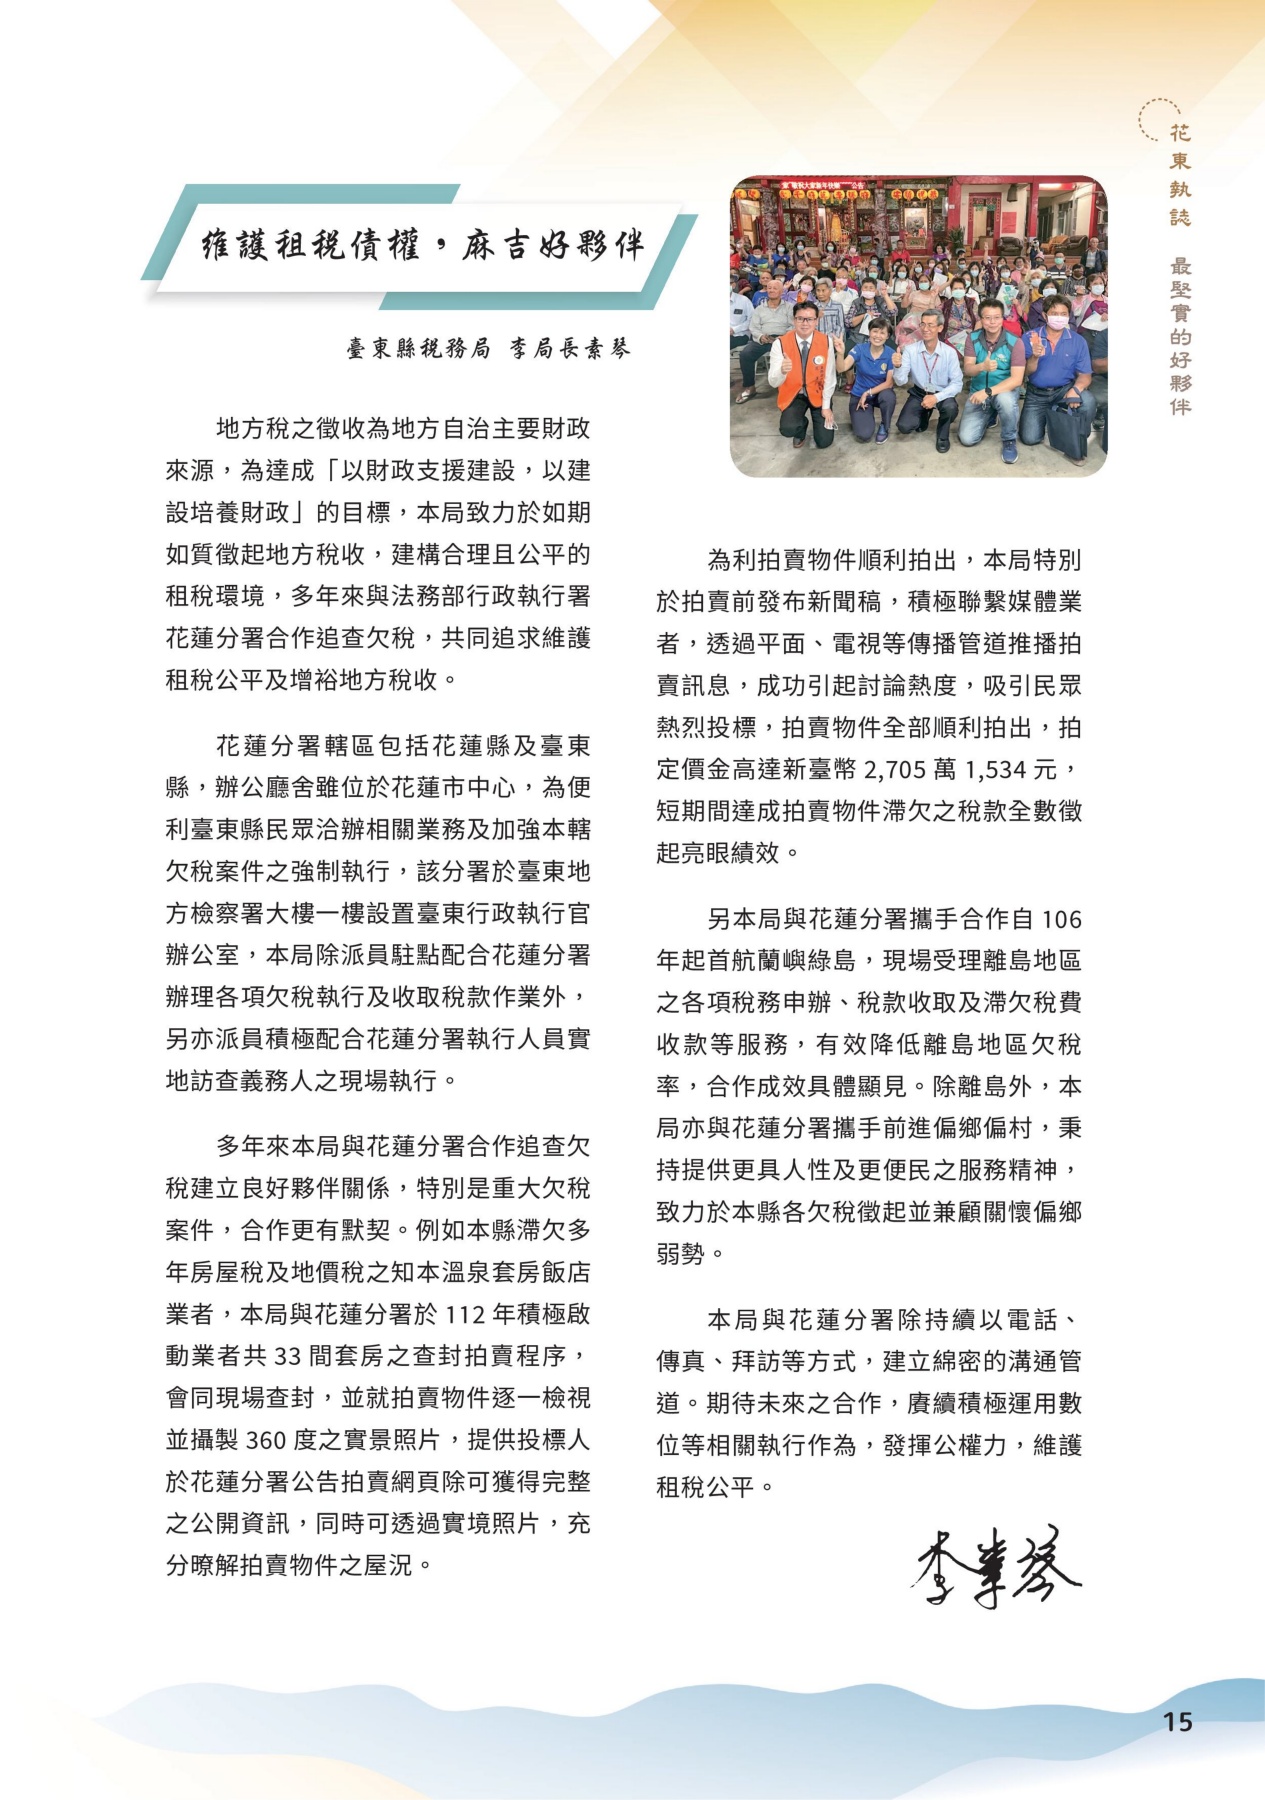 花東執誌 最堅實的好夥伴
維護租稅債權，麻吉好夥伴
臺東縣稅務局 李局長素琴
地方稅之徵收為地方自治主要財政
來源，為達成「以財政支援建設，以建
設培養財政」的目標，本局致力於如期
如質徵起地方稅收，建構合理且公平的
租稅環境，多年來與法務部行政執行署
花蓮分署合作追查欠稅，共同追求維護
租稅公平及增裕地方稅收。
花蓮分署轄區包括花蓮縣及臺東
縣，辦公廳舍雖位於花蓮市中心，為便
利臺東縣民眾洽辦相關業務及加強本轄
欠稅案件之強制執行，該分署於臺東地
方檢察署大樓一樓設置臺東行政執行官
辦公室，本局除派員駐點配合花蓮分署
辦理各項欠稅執行及收取稅款作業外，
另亦派員積極配合花蓮分署執行人員實
地訪查義務人之現場執行。
多年來本局與花蓮分署合作追查欠
稅建立良好夥伴關係，特別是重大欠稅
案件，合作更有默契。例如本縣滯欠多
年房屋稅及地價稅之知本溫泉套房飯店
業者，本局與花蓮分署於 112 年積極啟
動業者共 33 間套房之查封拍賣程序，
會同現場查封，並就拍賣物件逐一檢視
並攝製 360 度之實景照片，提供投標人
於花蓮分署公告拍賣網頁除可獲得完整
之公開資訊，同時可透過實境照片，充
分暸解拍賣物件之屋況。
為利拍賣物件順利拍出，本局特別
於拍賣前發布新聞稿，積極聯繫媒體業
者，透過平面、電視等傳播管道推播拍
賣訊息，成功引起討論熱度，吸引民眾
熱烈投標，拍賣物件全部順利拍出，拍
定價金高達新臺幣 2,705 萬 1,534 元，
短期間達成拍賣物件滯欠之稅款全數徵
起亮眼績效。
另本局與花蓮分署攜手合作自 106
年起首航蘭嶼綠島，現場受理離島地區
之各項稅務申辦、稅款收取及滯欠稅費
收款等服務，有效降低離島地區欠稅
率，合作成效具體顯見。除離島外，本
局亦與花蓮分署攜手前進偏鄉偏村，秉
持提供更具人性及更便民之服務精神，
致力於本縣各欠稅徵起並兼顧關懷偏鄉
弱勢。
本局與花蓮分署除持續以電話、
傳真、拜訪等方式，建立綿密的溝通管
道。期待未來之合作，賡續積極運用數
位等相關執行作為，發揮公權力，維護
租稅公平。
李素琴
15